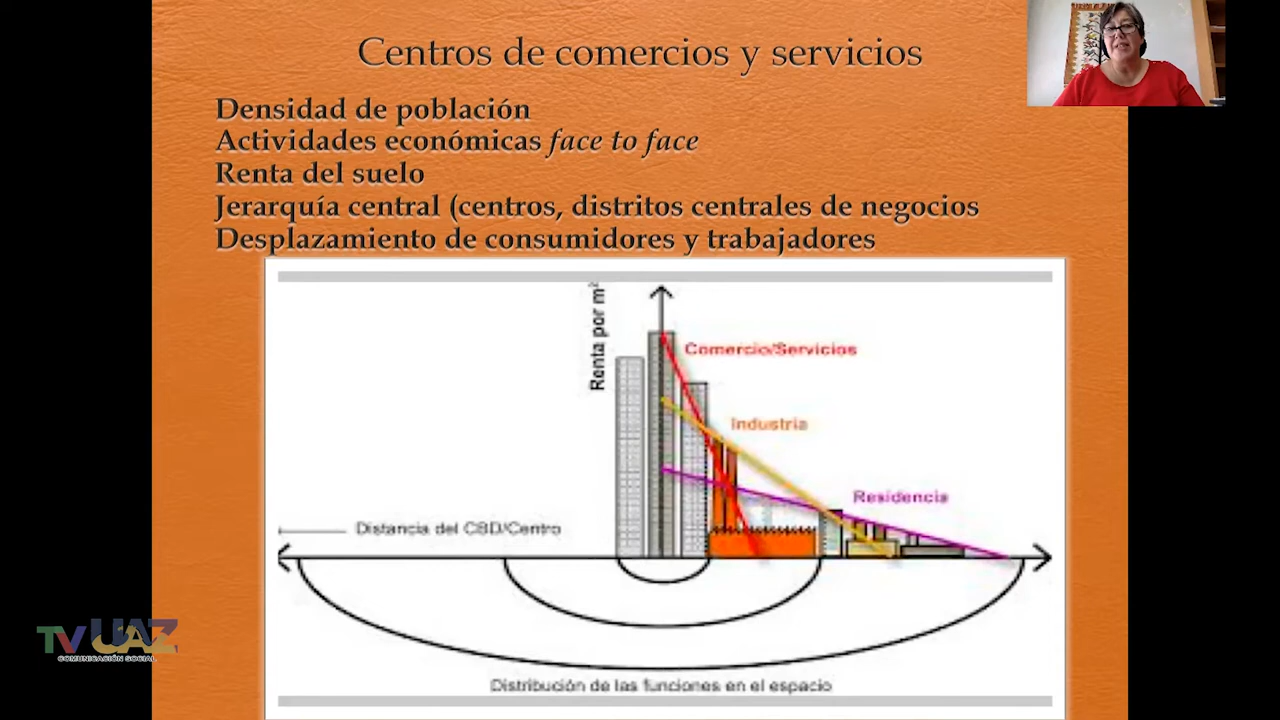 Centros de comercios y servicios
Densidad de población
Actividades económicas face to face
Renta del suelo
Jerarquía central (centros, distritos centrales de negocios
Desplazamiento de consumidores y trabajadores
Renta por m²
Comercio/Servicios
Industria
Residencia
Distancia del CBD/Centro
Distribución de las funciones en el espacio
TV UAZ
COMUNICACIÓN SOCIAL